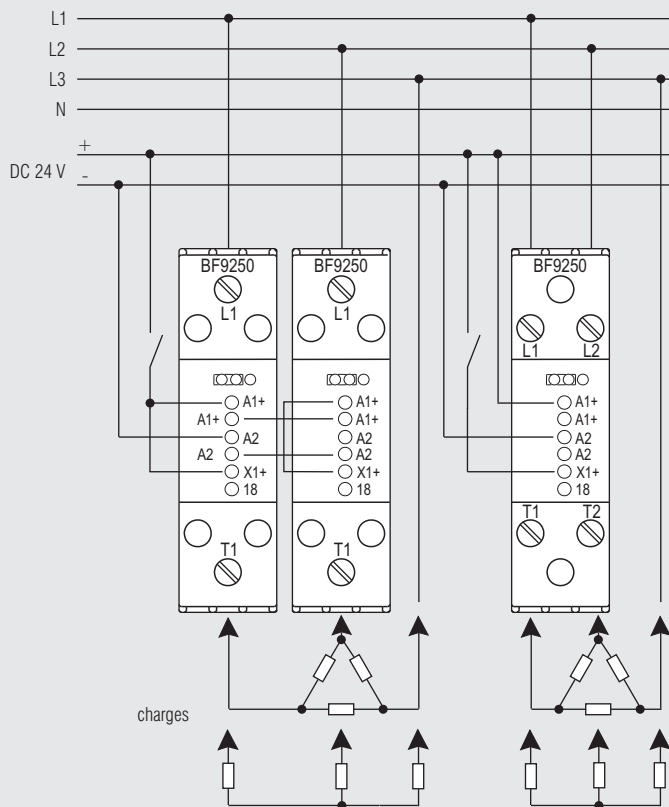 L1
L2
L3
N
+
DC 24 V -
BF9250 BF9250 BF9250
L1 L1 L1 L2
A1+ A1+ A1+
A1+ A1+ A1+
A2 A2 A2
A2 A2 A2
X1+ X1+ X1+
18 18 18
T1 T1 T1 T2
charges